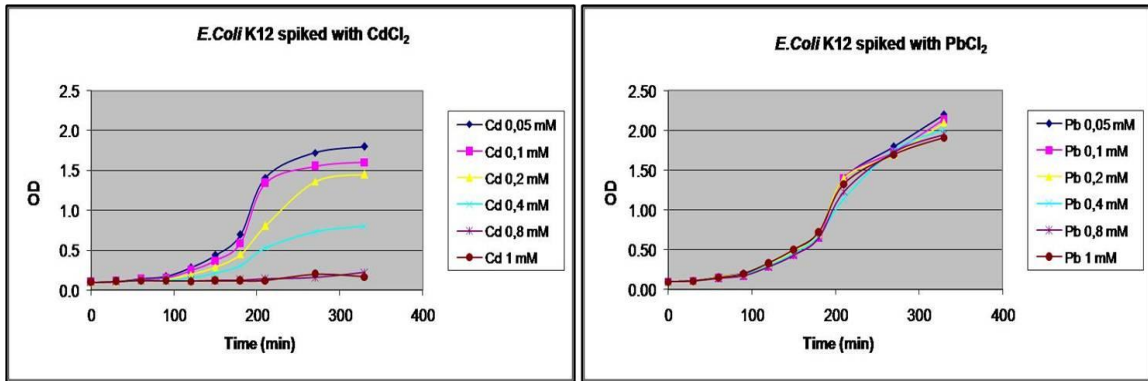 E.Coli K12 spiked with CdCl₂
2.5
2.0
1.5
1.0
0.5
0.0
OD
0 100 200 300 400
Time (min)
Cd 0,05 mM
Cd 0,1 mM
Cd 0,2 mM
Cd 0,4 mM
Cd 0,8 mM
Cd 1 mM
E.Coli K12 spiked with PbCl₂
2.50
2.00
1.50
1.00
0.50
0.00
OD
0 100 200 300 400
Time (min)
Pb 0,05 mM
Pb 0,1 mM
Pb 0,2 mM
Pb 0,4 mM
Pb 0,8 mM
Pb 1 mM